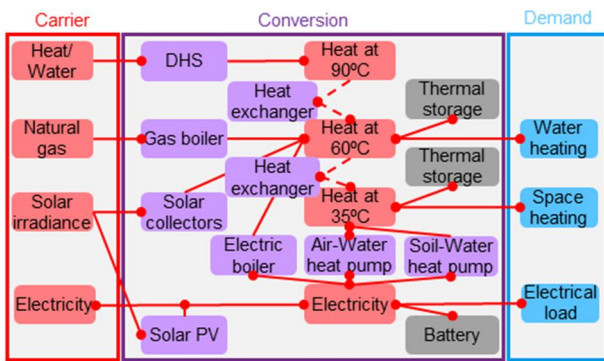 Carrier
Conversion
Demand
Heat/
Water
DHS
Heat at
90ºC
Heat
exchanger
Thermal
storage
Natural
gas
Gas boiler
Heat at
60ºC
Water
heating
Heat
exchanger
Thermal
storage
Solar
irradiance
Solar
collectors
Heat at
35ºC
Space
heating
Electric
boiler
Air-Water
heat pump
Soil-Water
heat pump
Electricity
Electricity
Electrical
load
Solar PV
Battery